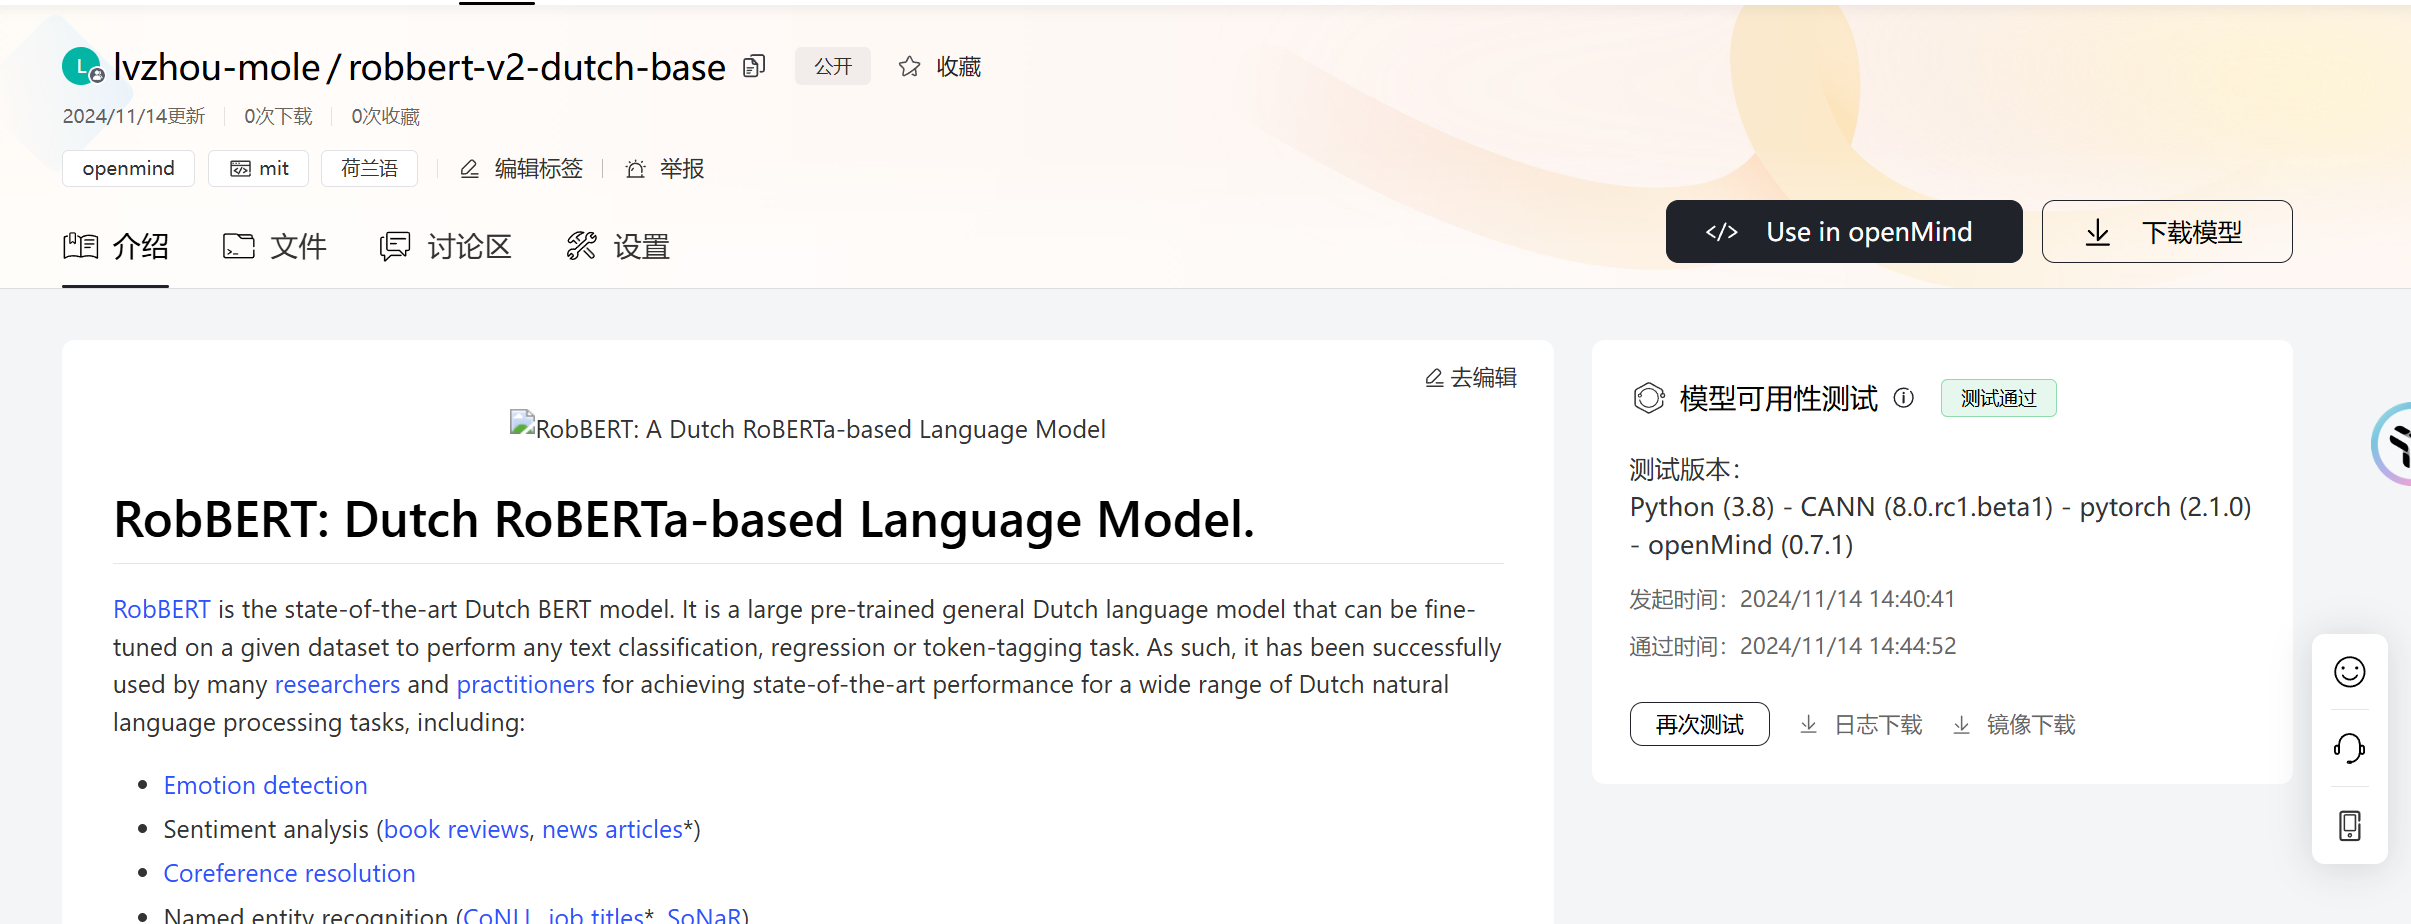 L lvzhou-mole / robbert-v2-dutch-base 公开 收藏
2024/11/14更新 0次下载 0次收藏
openmind mit 荷兰语 编辑标签 举报
介绍 文件 讨论区 设置 Use in openMind 下载模型
去编辑
RobBERT: A Dutch RoBERTa-based Language Model
RobBERT: Dutch RoBERTa-based Language Model.
RobBERT is the state-of-the-art Dutch BERT model. It is a large pre-trained general Dutch language model that can be fine-
tuned on a given dataset to perform any text classification, regression or token-tagging task. As such, it has been successfully
used by many researchers and practitioners for achieving state-of-the-art performance for a wide range of Dutch natural
language processing tasks, including:
• Emotion detection
• Sentiment analysis (book reviews, news articles*)
• Coreference resolution
• Named entity recognition (CoNLL, job titles*, SoNaR)
模型可用性测试 测试通过
测试版本：
Python (3.8) - CANN (8.0.rc1.beta1) - pytorch (2.1.0)
- openMind (0.7.1)
发起时间：2024/11/14 14:40:41
通过时间：2024/11/14 14:44:52
再次测试 日志下载 镜像下载